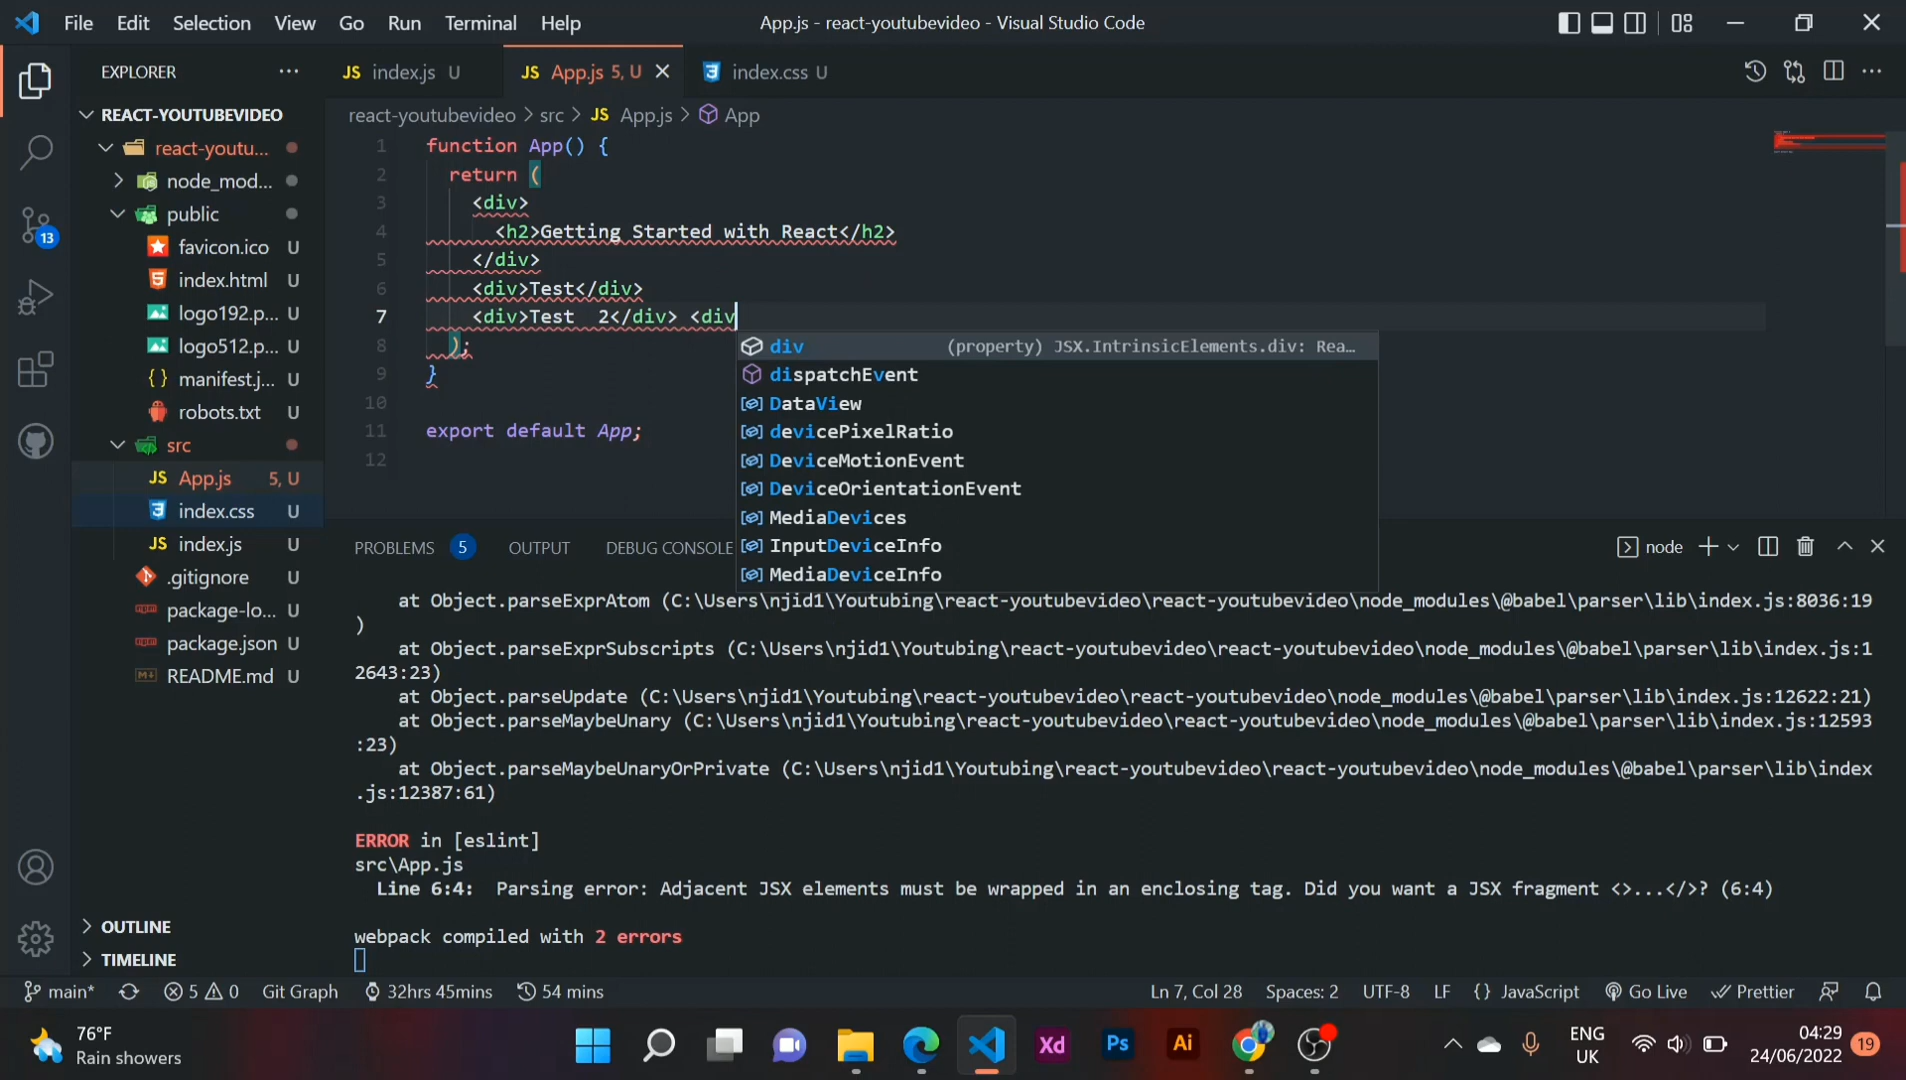 File Edit Selection View Go Run Terminal Help App.js - react-youtubevideo - Visual Studio Code
EXPLORER ··· JS index.js U JS App.js 5, U index.css U
REACT-YOUTUBEVIDEO
react-youtu...
node_mod...
public
favicon.ico U
index.html U
logo192.p... U
logo512.p... U
manifest.j... U
robots.txt U
src
JS App.js 5, U
index.css U
JS index.js U
.gitignore U
package-lo... U
package.json U
README.md U
OUTLINE
TIMELINE
13
react-youtubevideo > src > JS App.js > App
1 function App() {
2 return (
3 <div>
4 <h2>Getting Started with React</h2>
5 </div>
6 <div>Test</div>
7 <div>Test  2</div> <div
8 );
9 }
10
11 export default App;
12
div (property) JSX.IntrinsicElements.div: Rea…
dispatchEvent
DataView
devicePixelRatio
DeviceMotionEvent
DeviceOrientationEvent
MediaDevices
InputDeviceInfo
MediaDeviceInfo
PROBLEMS 5 OUTPUT DEBUG CONSOLE node
at Object.parseExprAtom (C:\Users\njid1\Youtubing\react-youtubevideo\react-youtubevideo\node_modules\@babel\parser\lib\index.js:8036:19
)
at Object.parseExprSubscripts (C:\Users\njid1\Youtubing\react-youtubevideo\react-youtubevideo\node_modules\@babel\parser\lib\index.js:1
2643:23)
at Object.parseUpdate (C:\Users\njid1\Youtubing\react-youtubevideo\react-youtubevideo\node_modules\@babel\parser\lib\index.js:12622:21)
at Object.parseMaybeUnary (C:\Users\njid1\Youtubing\react-youtubevideo\react-youtubevideo\node_modules\@babel\parser\lib\index.js:12593
:23)
at Object.parseMaybeUnaryOrPrivate (C:\Users\njid1\Youtubing\react-youtubevideo\react-youtubevideo\node_modules\@babel\parser\lib\index
.js:12387:61)
ERROR in [eslint]
src\App.js
Line 6:4:  Parsing error: Adjacent JSX elements must be wrapped in an enclosing tag. Did you want a JSX fragment <>...</>? (6:4)
webpack compiled with 2 errors
main* 5 0 Git Graph 32hrs 45mins 54 mins Ln 7, Col 28 Spaces: 2 UTF-8 LF {} JavaScript Go Live Prettier
76°F
Rain showers
Xd Ps Ai
ENG
UK
04:29
24/06/2022
19